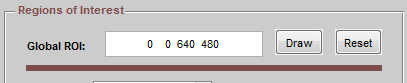 Regions of Interest
Global ROI: 0 0 640 480 Draw Reset